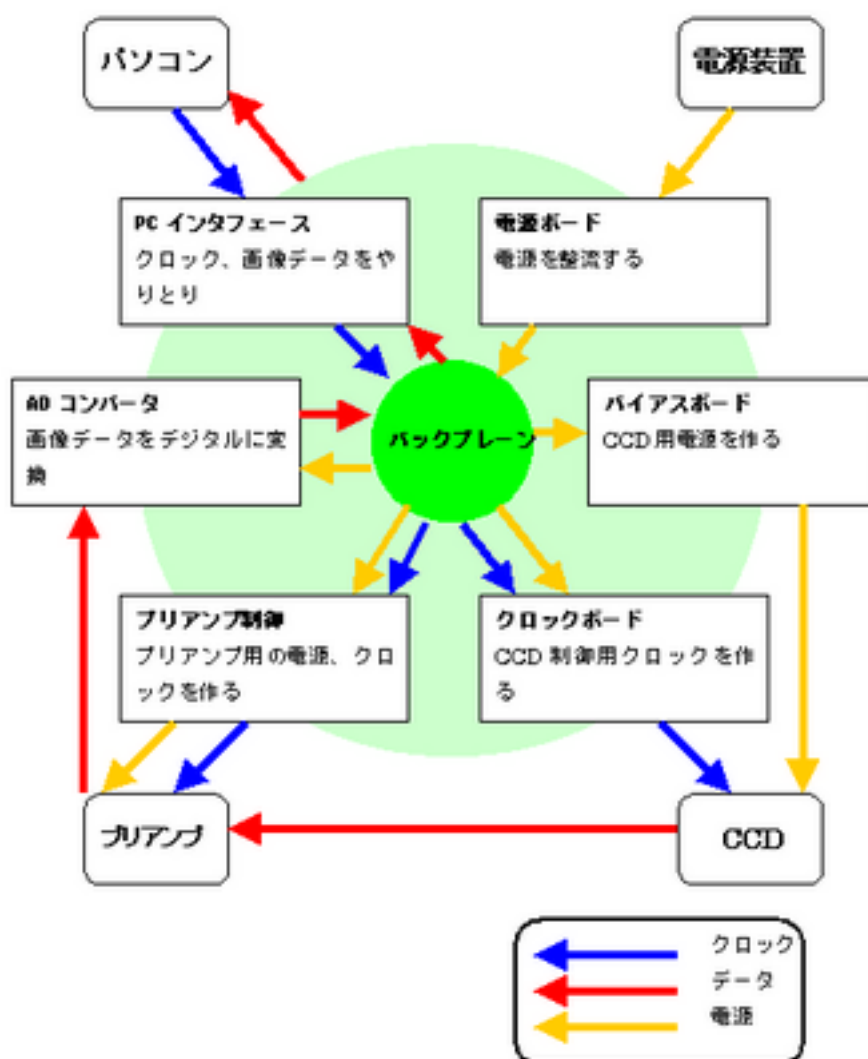 パソコン
電源装置
PC インタフェース
クロック、画像データをや
りとり
電源ボード
電源を整流する
AD コンバータ
画像データをデジタルに変
換
バックプレーン
バイアスボード
CCD 用電源を作る
プリアンプ制御
プリアンプ用の電源、クロ
ックを作る
クロックボード
CCD 制御用クロックを作
る
プリアンプ
CCD
クロック
データ
電源